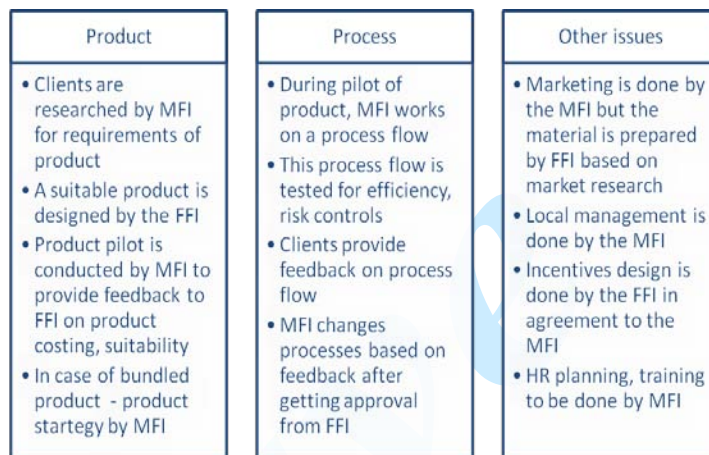 Product
• Clients are
researched by MFI
for requirements of
product
• A suitable product is
designed by the FFI
• Product pilot is
conducted by MFI to
provide feedback to
FFI on product
costing, suitability
• In case of bundled
product - product
startegy by MFI
Process
• During pilot of
product, MFI works
on a process flow
• This process flow is
tested for efficiency,
risk controls
• Clients provide
feedback on process
flow
• MFI changes
processes based on
feedback after
getting approval
from FFI
Other issues
• Marketing is done by
the MFI but the
material is prepared
by FFI based on
market research
• Local management is
done by the MFI
• Incentives design is
done by the FFI in
agreement to the
MFI
• HR planning, training
to be done by MFI